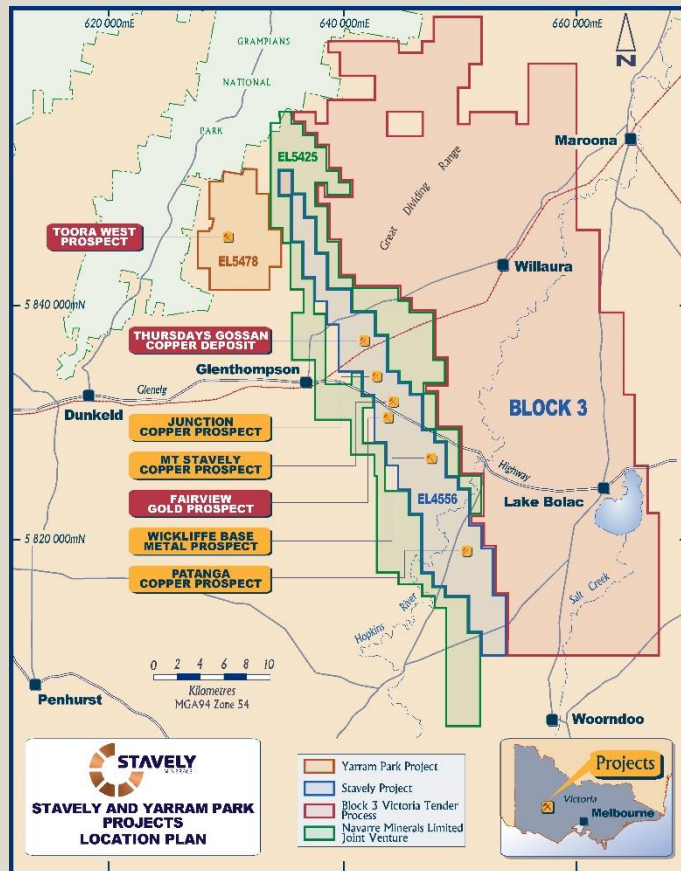 620 000mE
640 000mE
660 000mE
GRAMPIANS
NATIONAL
PARK
N
EL5425
Maroona
Great Dividing Range
TOORA WEST
PROSPECT
EL5478
Willaura
5 840 000mN
THURSDAYS GOSSAN
COPPER DEPOSIT
Glenthompson
Glenelg
Dunkeld
BLOCK 3
JUNCTION
COPPER PROSPECT
MT STAVELY
COPPER PROSPECT
Highway
EL4556
Lake Bolac
FAIRVIEW
GOLD PROSPECT
WICKLIFFE BASE
METAL PROSPECT
5 820 000mN
PATANGA
COPPER PROSPECT
Salt Creek
Hopkins River
0 2 4 6 8 10
Kilometres
MGA94 Zone 54
Penhurst
Woorndoo
STAVELY
MINERALS
STAVELY AND YARRAM PARK
PROJECTS
LOCATION PLAN
Yarram Park Project
Stavely Project
Block 3 Victoria Tender
Process
Navarre Minerals Limited
Joint Venture
Projects
Victoria
Melbourne